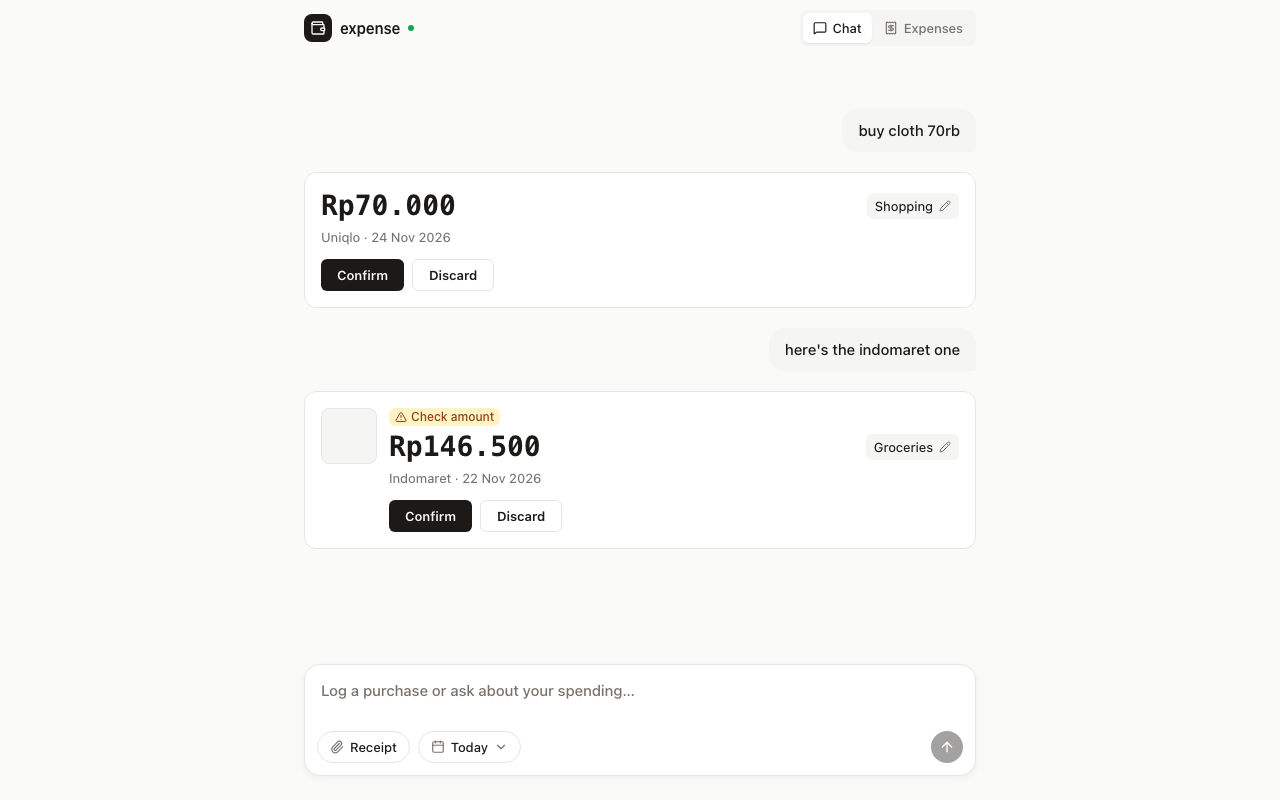 expense
Chat
Expenses
buy cloth 70rb
Rp70.000
Shopping
Uniqlo · 24 Nov 2026
Confirm
Discard
here's the indomaret one
Check amount
Rp146.500
Groceries
Indomaret · 22 Nov 2026
Confirm
Discard
Log a purchase or ask about your spending...
Receipt
Today